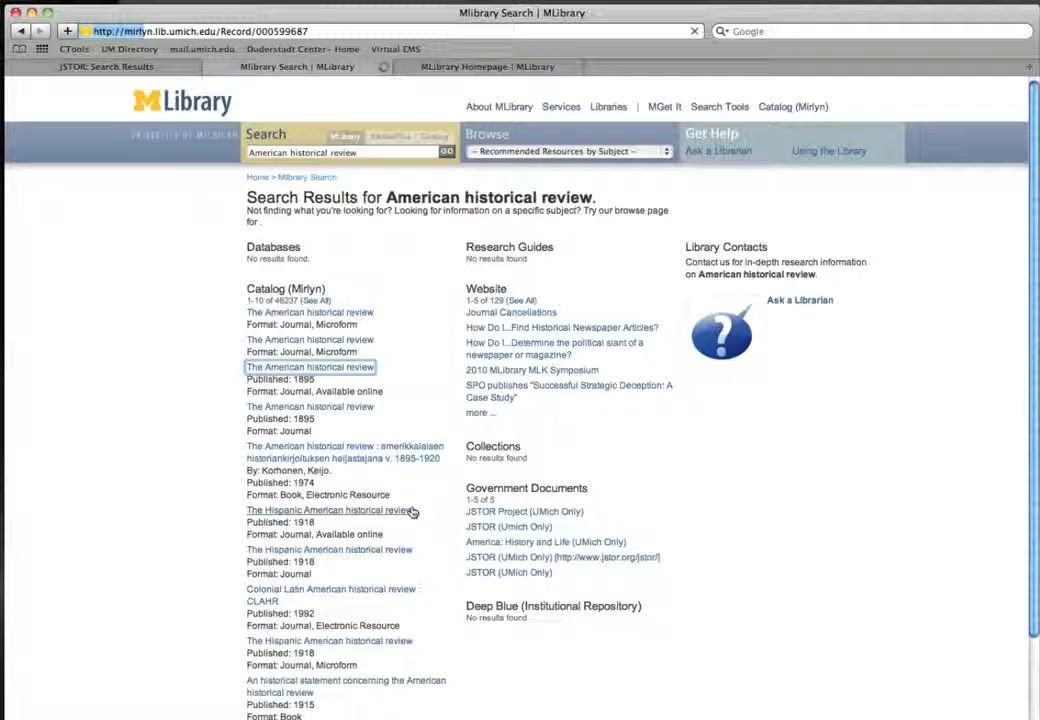 Mlibrary Search | MLibrary
http://mirlyn.lib.umich.edu/Record/000599687
Google
CTools UM Directory mail.umich.edu Duderstadt Center- Home Virtual EMS
JSTOR: Search Results
Mlibrary Search | MLibrary
MLibrary Homepage | MLibrary
M Library
About MLibrary Services Libraries | MGet It Search Tools Catalog (Mirlyn)
UNIVERSITY OF MICHIGAN
Search
MLibrary
Catalog
American historical review
GO
Browse
-- Recommended Resources by Subject --
Get Help
Ask a Librarian Using the Library
Home > Mlibrary Search
Search Results for American historical review.
Not finding what you're looking for? Looking for information on a specific subject? Try our browse page
for .
Databases
No results found.
Catalog (Mirlyn)
1-10 of 46237 (See All)
The American historical review
Format: Journal, Microform
The American historical review
Format: Journal, Microform
The American historical review
Published: 1895
Format: Journal, Available online
The American historical review
Published: 1895
Format: Journal
The American historical review : amerikkalaisen
historiankirjoituksen heijastajana v. 1895-1920
By: Korhonen, Keijo.
Published: 1974
Format: Book, Electronic Resource
The Hispanic American historical review
Published: 1918
Format: Journal, Available online
The Hispanic American historical review
Published: 1918
Format: Journal
Colonial Latin American historical review :
CLAHR
Published: 1992
Format: Journal, Electronic Resource
The Hispanic American historical review
Published: 1918
Format: Journal, Microform
An historical statement concerning the American
historical review
Published: 1915
Format: Book
Research Guides
No results found
Website
1-5 of 129 (See All)
Journal Cancellations
How Do I...Find Historical Newspaper Articles?
How Do I...Determine the political slant of a
newspaper or magazine?
2010 MLibrary MLK Symposium
SPO publishes "Successful Strategic Deception: A
Case Study"
more ...
Collections
No results found
Government Documents
1-5 of 5
JSTOR Project (UMich Only)
JSTOR (Umich Only)
America: History and Life (UMich Only)
JSTOR (UMich Only) [http://www.jstor.org/jstor/]
JSTOR (UMich Only)
Deep Blue (Institutional Repository)
No results found
Library Contacts
Contact us for in-depth research information
on American historical review.
Ask a Librarian
?